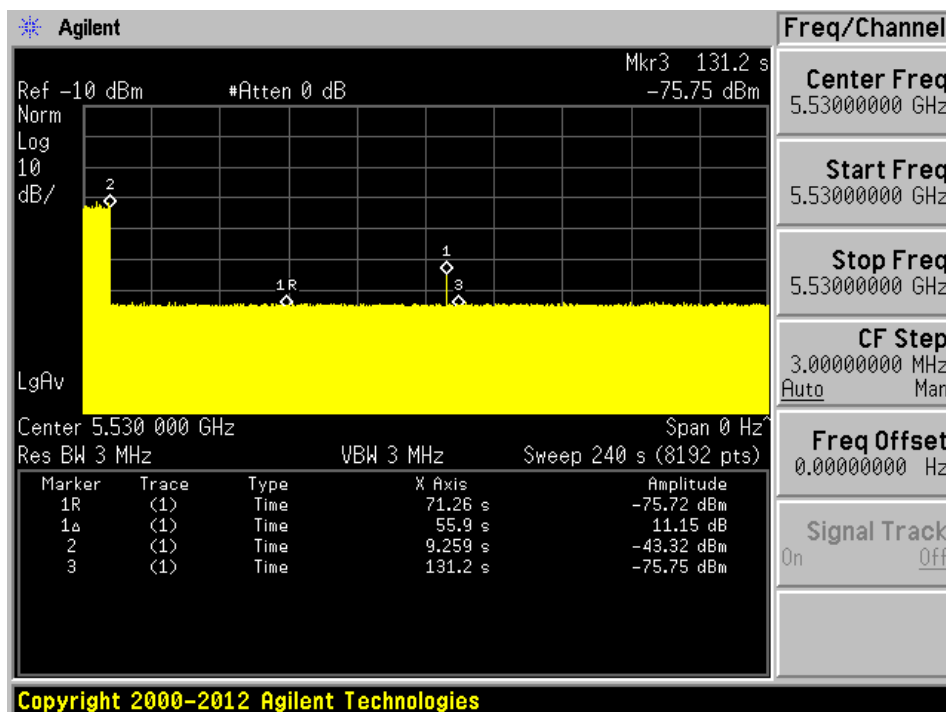 Agilent
Mkr3 131.2 s
Ref -10 dBm #Atten 0 dB -75.75 dBm
Norm
Log
10
dB/
2
1R
1
3
LgAv
Center 5.530 000 GHz Span 0 Hz^
Res BW 3 MHz VBW 3 MHz Sweep 240 s (8192 pts)
Marker Trace Type X Axis Amplitude
1R (1) Time 71.26 s -75.72 dBm
1Δ (1) Time 55.9 s 11.15 dB
2 (1) Time 9.259 s -43.32 dBm
3 (1) Time 131.2 s -75.75 dBm
Copyright 2000-2012 Agilent Technologies
Freq/Channel
Center Freq
5.53000000 GHz
Start Freq
5.53000000 GHz
Stop Freq
5.53000000 GHz
CF Step
3.00000000 MHz
Auto Man
Freq Offset
0.00000000 Hz
Signal Track
On Off